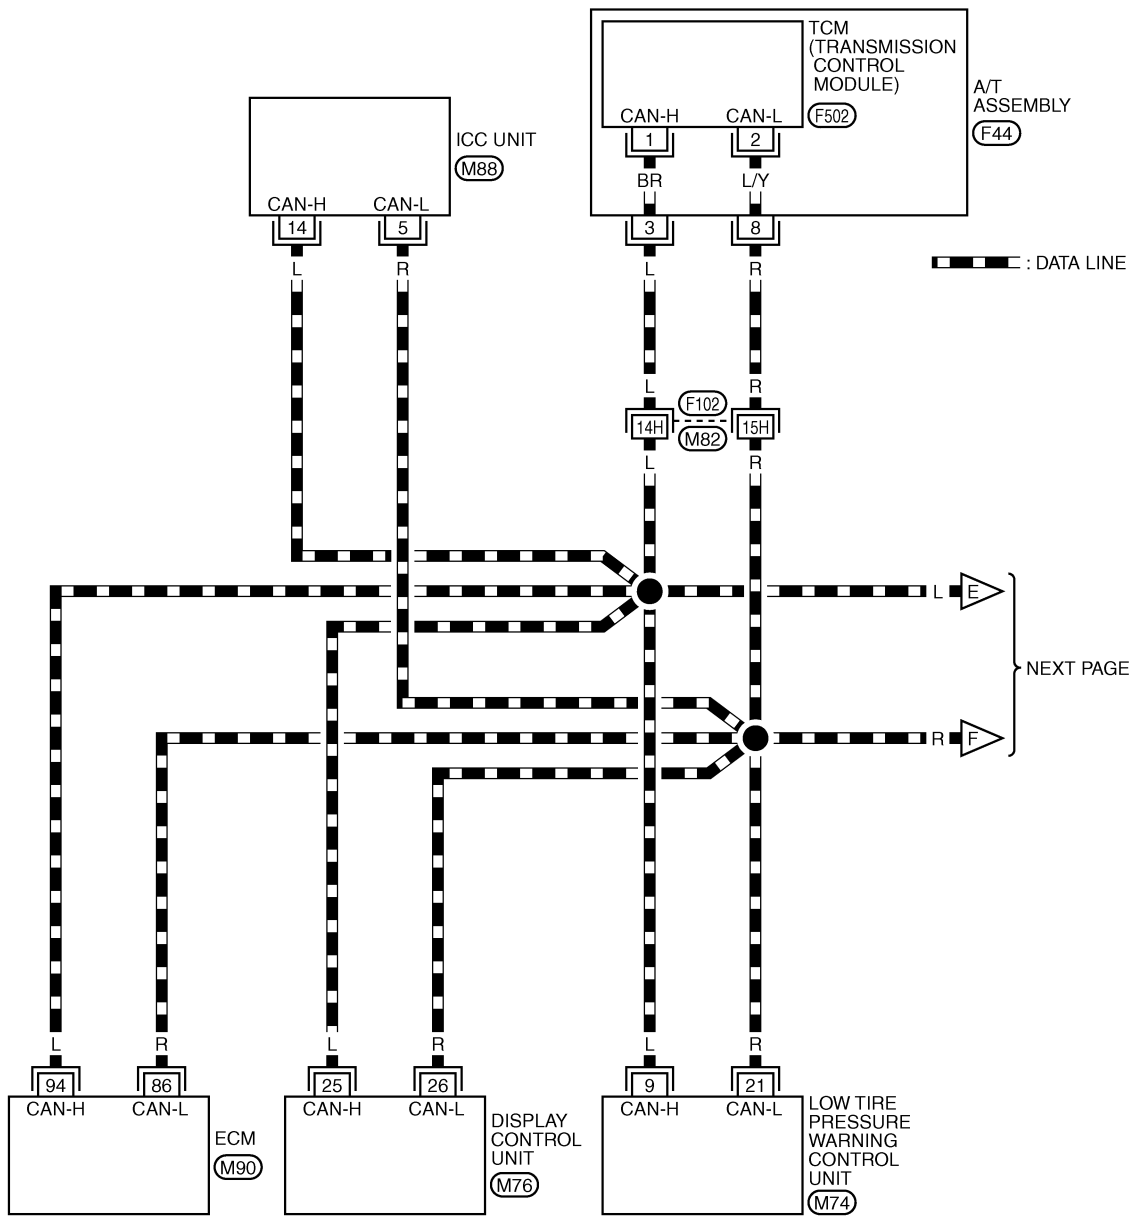 TCM
(TRANSMISSION
CONTROL
MODULE)
F502
A/T
ASSEMBLY
F44
CAN-H
CAN-L
1
2
BR
L/Y
3
8
ICC UNIT
M88
CAN-H
CAN-L
14
5
L
R
L
R
: DATA LINE
L
R
F102
14H
15H
M82
L
R
L
E
NEXT PAGE
R
F
L
R
L
R
L
R
94
86
25
26
9
21
CAN-H
CAN-L
CAN-H
CAN-L
CAN-H
CAN-L
ECM
M90
DISPLAY
CONTROL
UNIT
M76
LOW TIRE
PRESSURE
WARNING
CONTROL
UNIT
M74